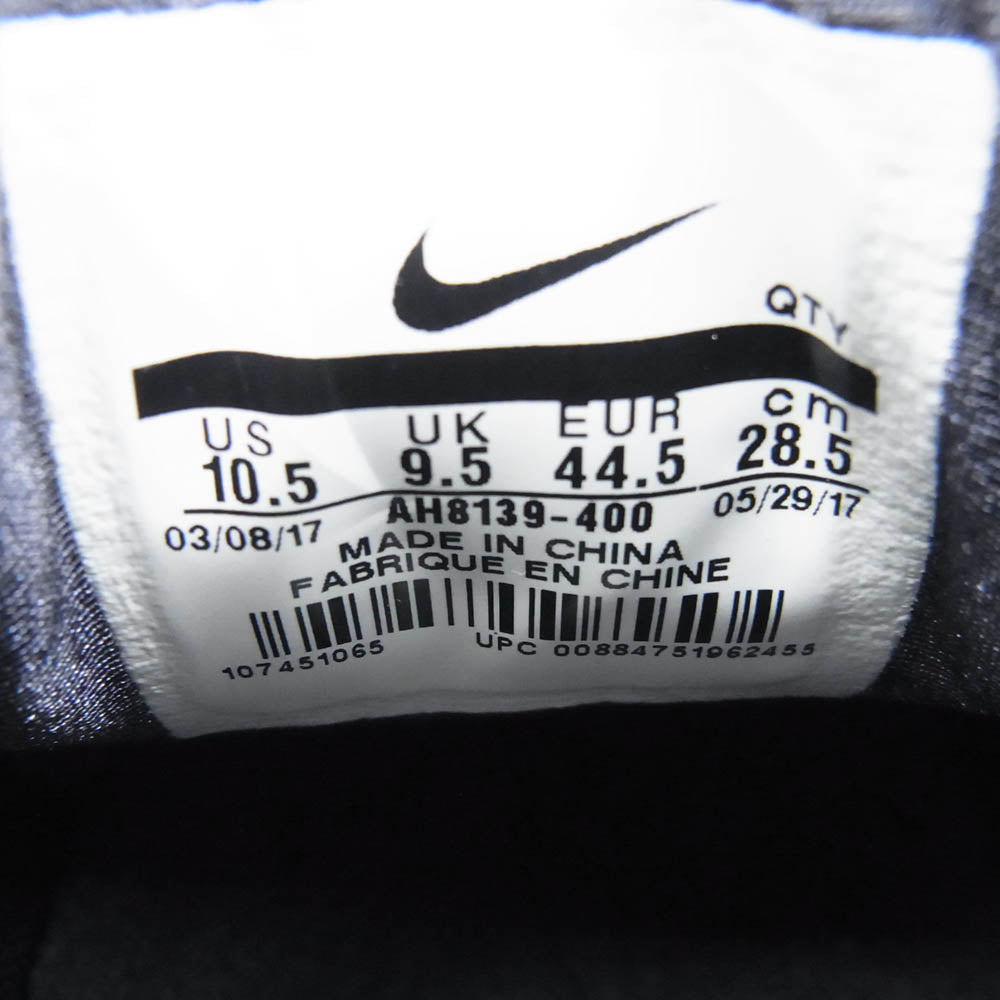 QTY
US UK EUR cm
10.5 9.5 44.5 28.5
03/08/17 AH8139-400 05/29/17
MADE IN CHINA
FABRIQUE EN CHINE
107451065 UPC 00884751962455